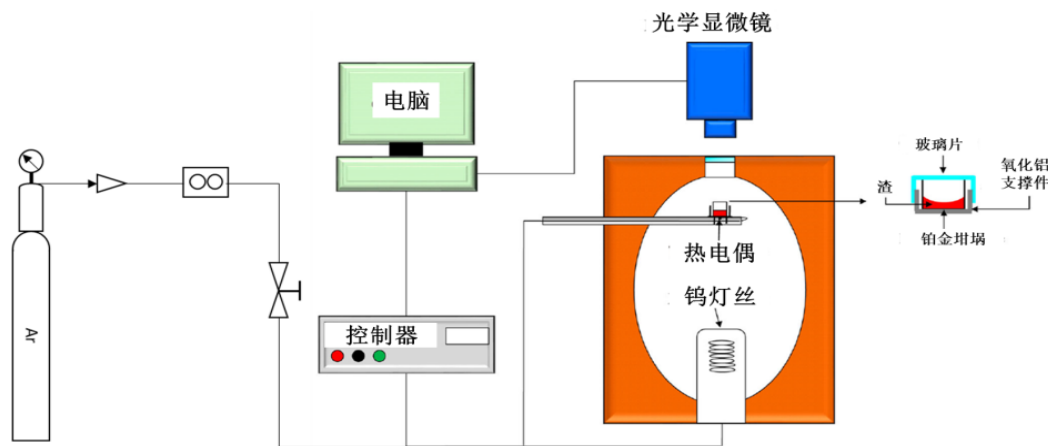 光学显微镜
电脑
玻璃片
氧化铝
支撑件
渣
铂金坩埚
热电偶
钨灯丝
控制器
Ar